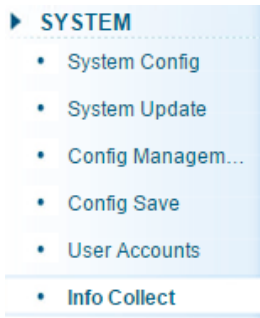 SYSTEM
System Config
System Update
Config Managem...
Config Save
User Accounts
Info Collect